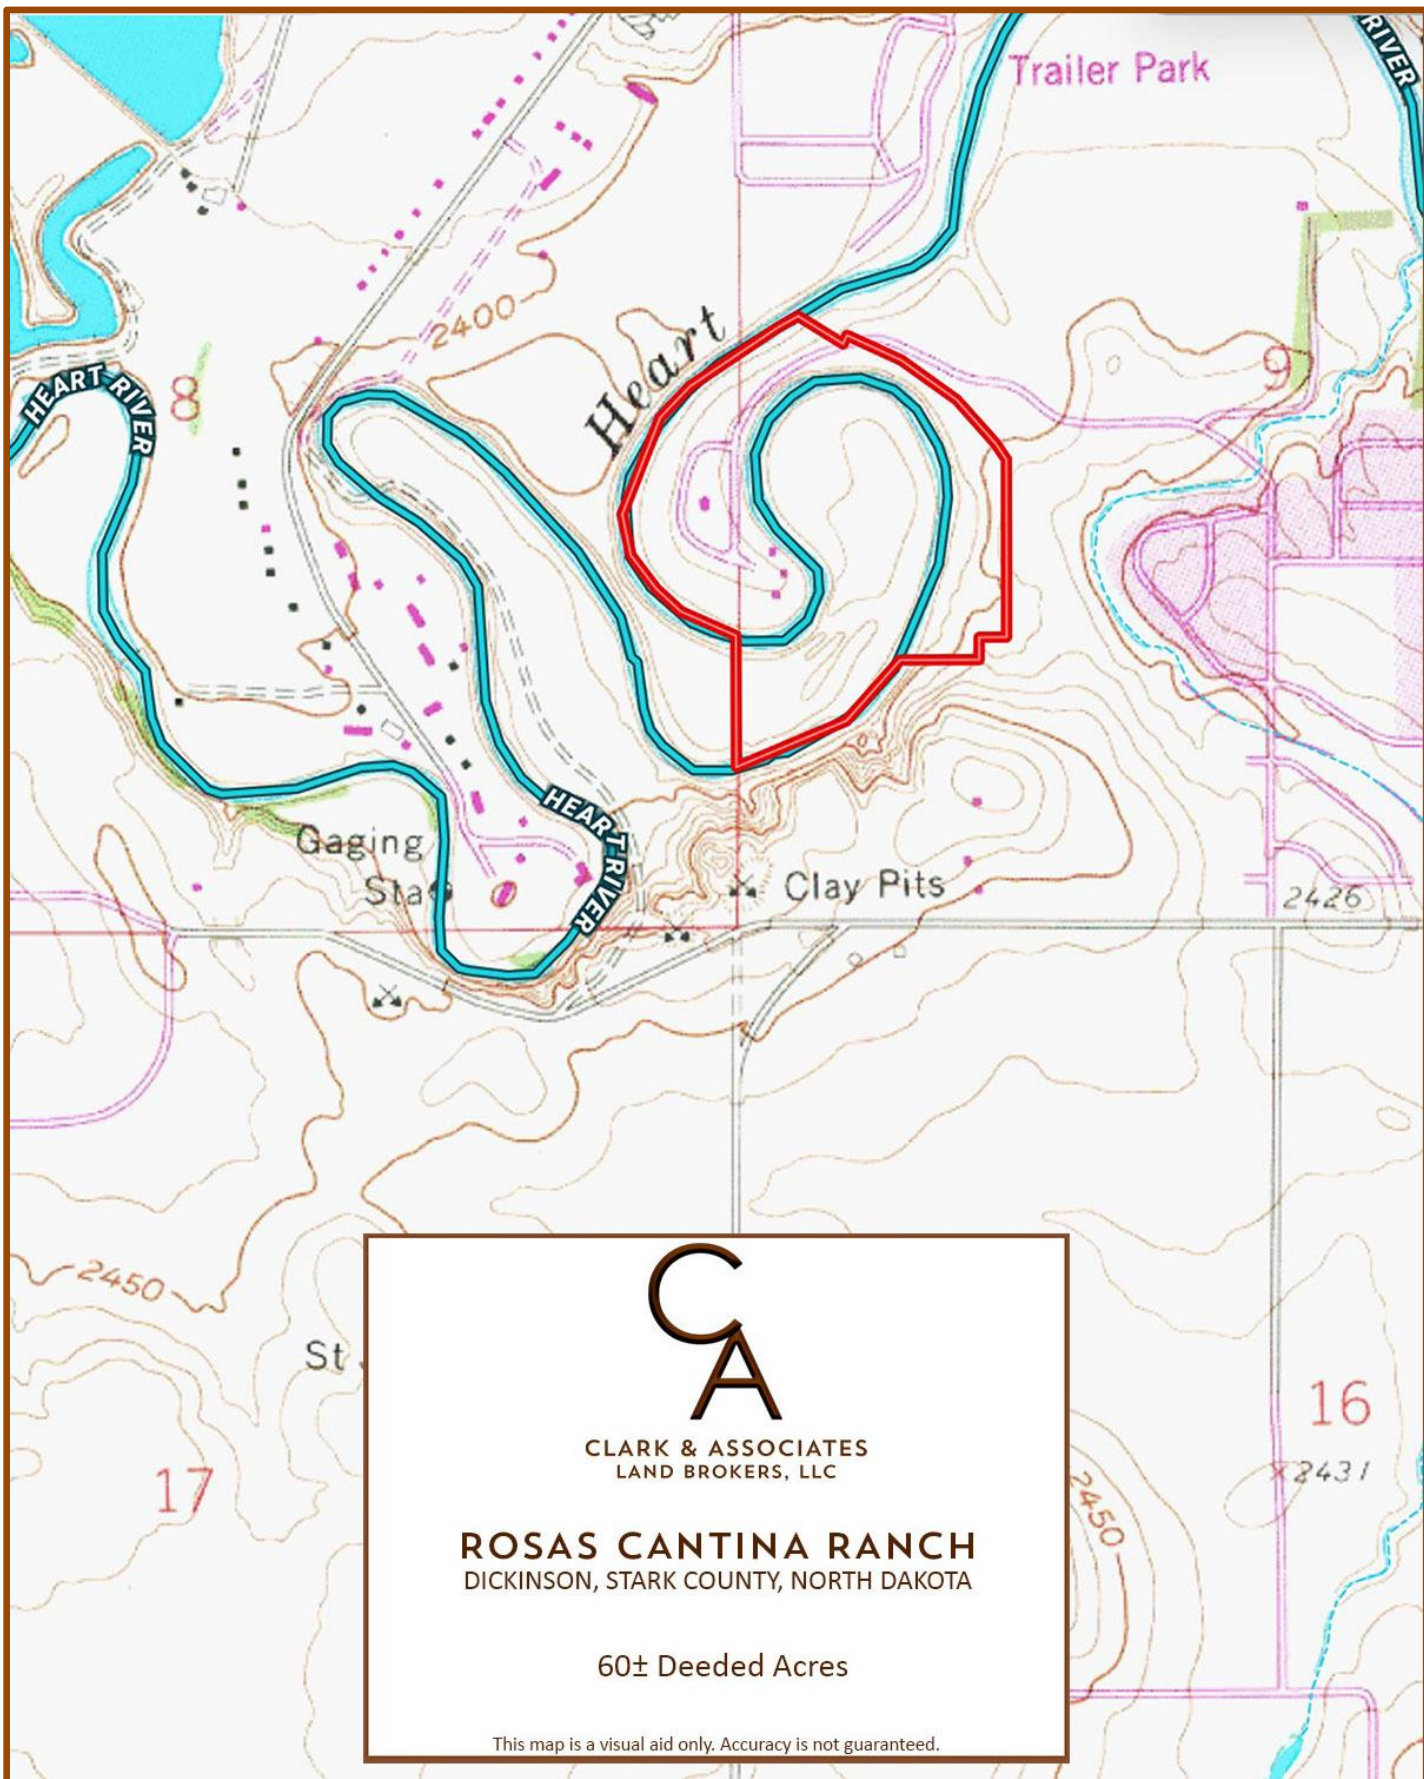 Trailer Park
RIVER
2400
Heart
8
9
HEART RIVER
HEART RIVER
Gaging
Sta
Clay Pits
2426
2450
St.
16
17
2431
2450
CA
CLARK & ASSOCIATES
LAND BROKERS, LLC
ROSAS CANTINA RANCH
DICKINSON, STARK COUNTY, NORTH DAKOTA
60± Deeded Acres
This map is a visual aid only. Accuracy is not guaranteed.